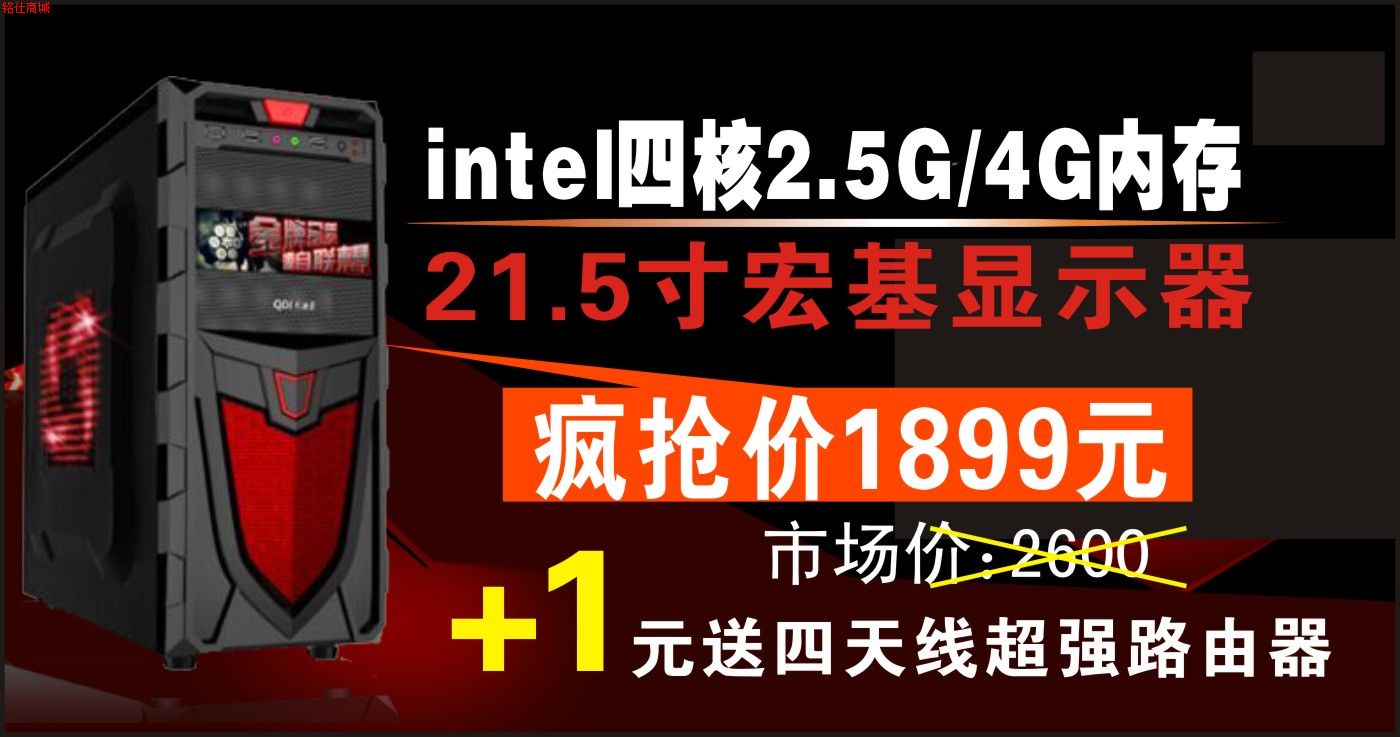 铭仕商城
intel四核2.5G/4G内存
21.5寸宏基显示器
疯抢价1899元
市场价:2600
+1元送四天线超强路由器
QDI